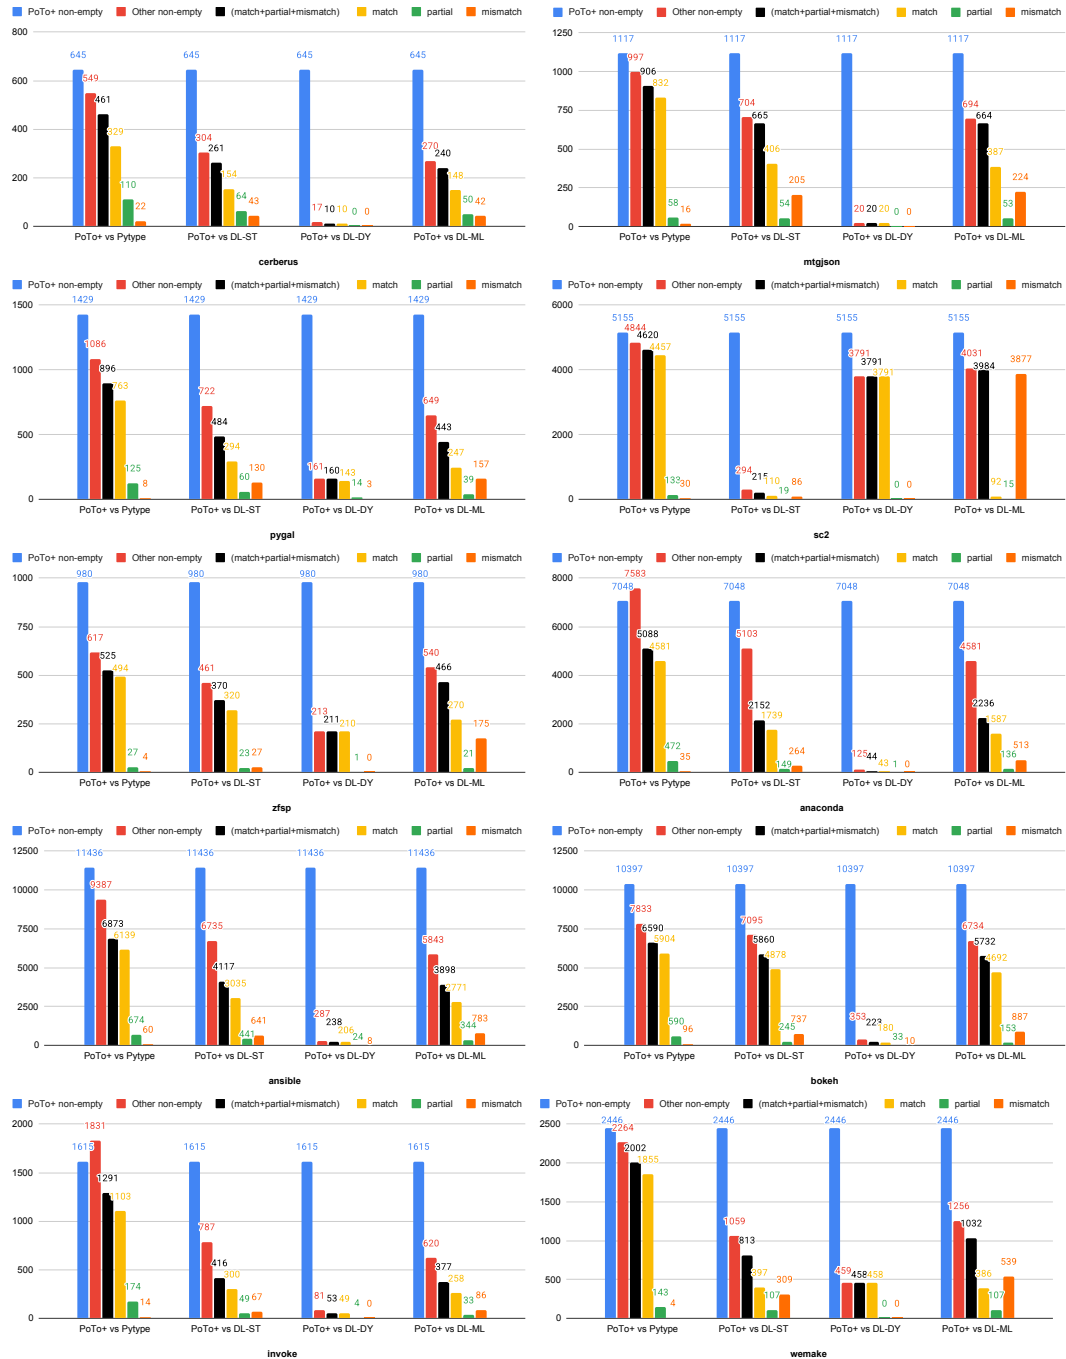 PoTo+ non-empty Other non-empty (match+partial+mismatch) match partial mismatch
800
600
400
200
0
645 549 461 329 110 22
645 304 261 154 64 43
645 17 10 10 0 0
645 270 240 148 50 42
PoTo+ vs Pytype PoTo+ vs DL-ST PoTo+ vs DL-DY PoTo+ vs DL-ML
cerberus
PoTo+ non-empty Other non-empty (match+partial+mismatch) match partial mismatch
1250
1000
750
500
250
0
1117 997 906 832 58 16
1117 704 665 406 54 205
1117 20 20 20 0 0
1117 694 664 387 53 224
PoTo+ vs Pytype PoTo+ vs DL-ST PoTo+ vs DL-DY PoTo+ vs DL-ML
mtgjson
PoTo+ non-empty Other non-empty (match+partial+mismatch) match partial mismatch
1500
1000
500
0
1429 1086 896 763 125 8
1429 722 484 294 60 130
1429 161 160 143 14 3
1429 649 443 247 39 157
PoTo+ vs Pytype PoTo+ vs DL-ST PoTo+ vs DL-DY PoTo+ vs DL-ML
pygal
PoTo+ non-empty Other non-empty (match+partial+mismatch) match partial mismatch
6000
4000
2000
0
5155 4844 4620 4457 133 30
5155 294 215 110 19 86
5155 3791 3791 3791 0 0
5155 4031 3984 92 15 3877
PoTo+ vs Pytype PoTo+ vs DL-ST PoTo+ vs DL-DY PoTo+ vs DL-ML
sc2
PoTo+ non-empty Other non-empty (match+partial+mismatch) match partial mismatch
1000
750
500
250
0
980 617 525 494 27 4
980 461 370 320 23 27
980 213 211 210 1 0
980 540 466 270 21 175
PoTo+ vs Pytype PoTo+ vs DL-ST PoTo+ vs DL-DY PoTo+ vs DL-ML
zfsp
PoTo+ non-empty Other non-empty (match+partial+mismatch) match partial mismatch
8000
6000
4000
2000
0
7048 7583 5088 4581 472 35
7048 5103 2152 1739 149 264
7048 125 44 43 1 0
7048 4581 2236 1587 136 513
PoTo+ vs Pytype PoTo+ vs DL-ST PoTo+ vs DL-DY PoTo+ vs DL-ML
anaconda
PoTo+ non-empty Other non-empty (match+partial+mismatch) match partial mismatch
12500
10000
7500
5000
2500
0
11436 9387 6873 6139 674 60
11436 6735 4117 3035 441 641
11436 287 238 206 24 8
11436 5843 3898 2771 344 783
PoTo+ vs Pytype PoTo+ vs DL-ST PoTo+ vs DL-DY PoTo+ vs DL-ML
ansible
PoTo+ non-empty Other non-empty (match+partial+mismatch) match partial mismatch
12500
10000
7500
5000
2500
0
10397 7833 6590 5904 590 96
10397 7095 5860 4878 245 737
10397 353 223 180 33 10
10397 6734 5732 4692 153 887
PoTo+ vs Pytype PoTo+ vs DL-ST PoTo+ vs DL-DY PoTo+ vs DL-ML
bokeh
PoTo+ non-empty Other non-empty (match+partial+mismatch) match partial mismatch
2000
1500
1000
500
0
1615 1831 1291 1103 174 14
1615 787 416 300 49 67
1615 81 53 49 4 0
1615 620 377 258 33 86
PoTo+ vs Pytype PoTo+ vs DL-ST PoTo+ vs DL-DY PoTo+ vs DL-ML
invoke
PoTo+ non-empty Other non-empty (match+partial+mismatch) match partial mismatch
2500
2000
1500
1000
500
0
2446 2264 2002 1855 143 4
2446 1059 813 397 107 309
2446 459 458 458 0 0
2446 1256 1032 386 107 539
PoTo+ vs Pytype PoTo+ vs DL-ST PoTo+ vs DL-DY PoTo+ vs DL-ML
wemake